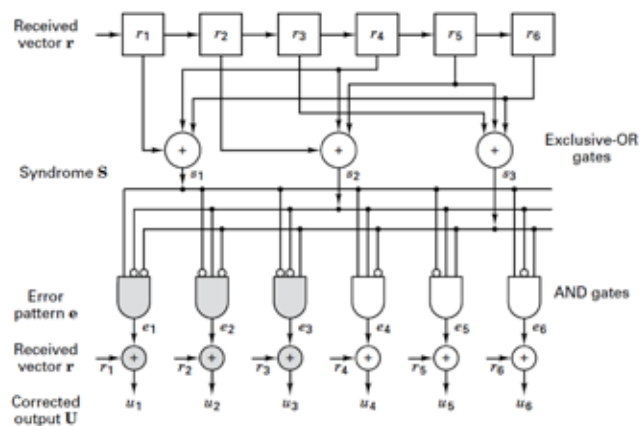 Received
vector r
r1 r2 r3 r4 r5 r6
+ + +
Exclusive-OR
gates
s1 s2 s3
Syndrome S
AND gates
Error
pattern e
e1 e2 e3 e4 e5 e6
Received
vector r
r1 + r2 + r3 + r4 + r5 + r6 +
Corrected
output U
u1 u2 u3 u4 u5 u6